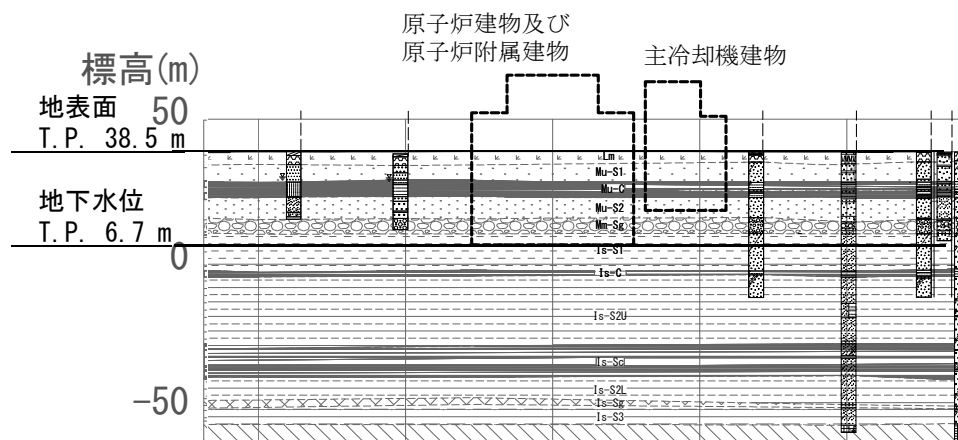 原子炉建物及び
原子炉附属建物
主冷却機建物
標高(m)
地表面
50
T.P. 38.5 m
地下水位
T.P. 6.7 m
0
-50
Lm
Mu-S1
Mu-C
Mu-S2
Mm-Sg
Is-S1
Is-C
Is-S2U
Is-Scl
Is-S2L
Is-Sg
Is-S3